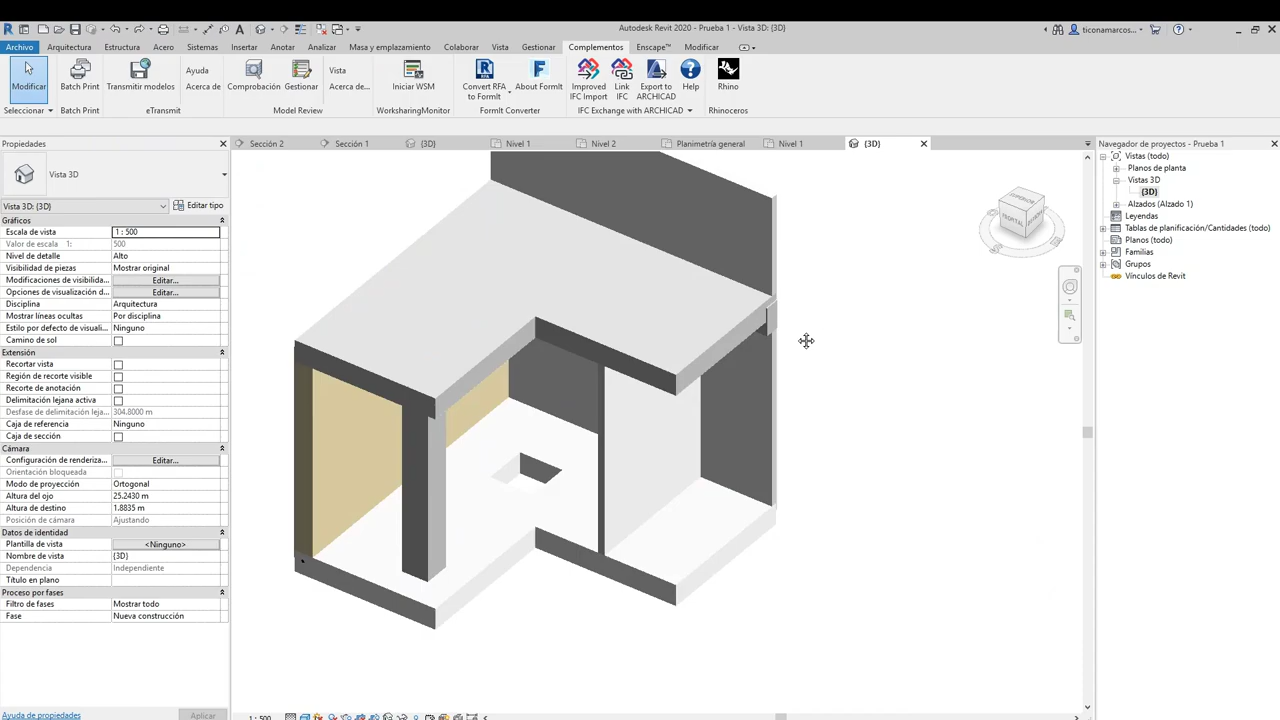 Autodesk Revit 2020 - Prueba 1 - Vista 3D: {3D}
ticonamarcos...
Archivo Arquitectura Estructura Acero Sistemas Insertar Anotar Analizar Masa y emplazamiento Colaborar Vista Gestionar Complementos Enscape™ Modificar
Modificar
Batch Print
Transmitir modelos
Ayuda
Acerca de
Comprobación
Gestionar
Vista
Acerca de...
Iniciar WSM
Convert RFA
to FormIt
About FormIt
Improved
IFC Import
Link
IFC
Export to
ARCHICAD
Help
Rhino
Seleccionar
Batch Print
eTransmit
Model Review
WorksharingMonitor
FormIt Converter
IFC Exchange with ARCHICAD
Rhinoceros
Propiedades
Sección 2
Sección 1
{3D}
Nivel 1
Nivel 2
Planimetría general
Nivel 1
{3D}
Navegador de proyectos - Prueba 1
Vista 3D
Vista 3D: {3D}
Editar tipo
Gráficos
Escala de vista 1 : 500
Valor de escala 1: 500
Nivel de detalle Alto
Visibilidad de piezas Mostrar original
Modificaciones de visibilida... Editar...
Opciones de visualización d... Editar...
Disciplina Arquitectura
Mostrar líneas ocultas Por disciplina
Estilo por defecto de visuali... Ninguno
Camino de sol
Extensión
Recortar vista
Región de recorte visible
Recorte de anotación
Delimitación lejana activa
Desfase de delimitación leja... 304.8000 m
Caja de referencia Ninguno
Caja de sección
Cámara
Configuración de renderiza... Editar...
Orientación bloqueada
Modo de proyección Ortogonal
Altura del ojo 25.2430 m
Altura de destino 1.8835 m
Posición de cámara Ajustando
Datos de identidad
Plantilla de vista <Ninguno>
Nombre de vista {3D}
Dependencia Independiente
Título en plano
Proceso por fases
Filtro de fases Mostrar todo
Fase Nueva construcción
Ayuda de propiedades
Aplicar
SUPERIOR
FRONTAL
Vistas (todo)
Planos de planta
Vistas 3D
{3D}
Alzados (Alzado 1)
Leyendas
Tablas de planificación/Cantidades (todo)
Planos (todo)
Familias
Grupos
Vínculos de Revit
1 : 500